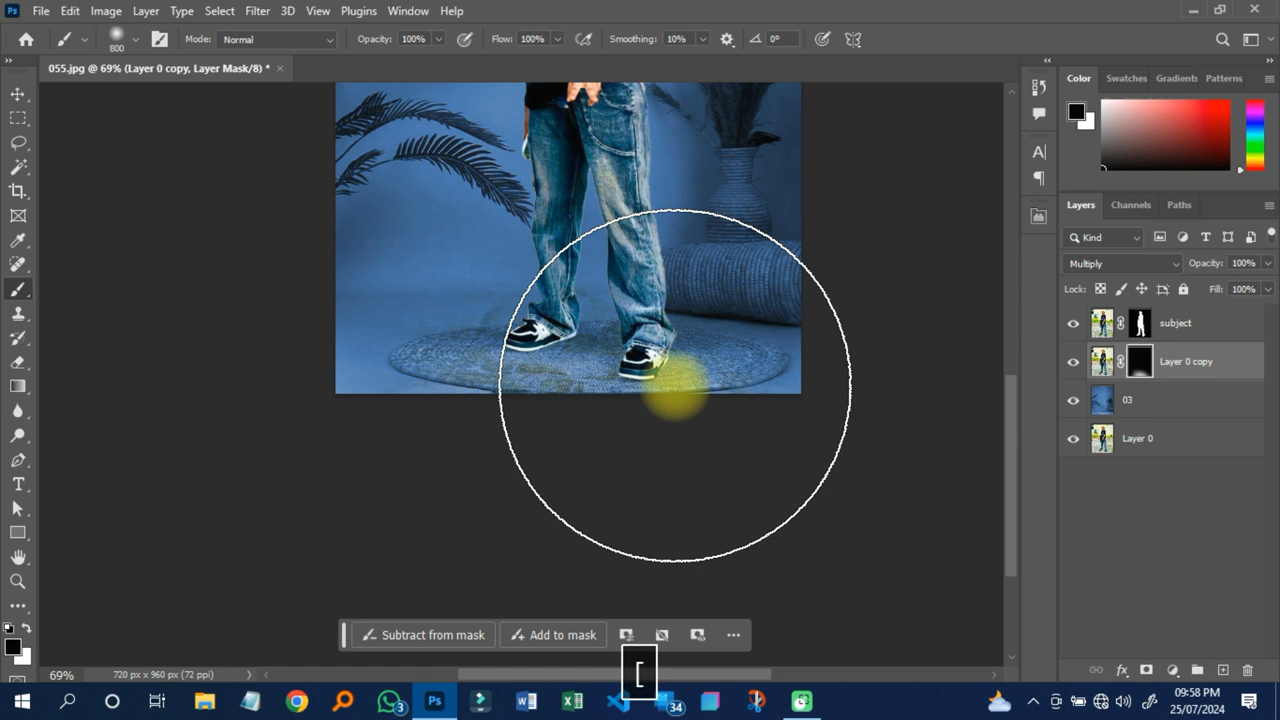 Ps File Edit Image Layer Type Select Filter 3D View Plugins Window Help
800 Mode: Normal Opacity: 100% Flow: 100% Smoothing: 10% 0°
055.jpg @ 69% (Layer 0 copy, Layer Mask/8) *
Color Swatches Gradients Patterns
Layers Channels Paths
Kind
Multiply Opacity: 100%
Lock: Fill: 100%
subject
Layer 0 copy
03
Layer 0
Subtract from mask Add to mask
[
69% 720 px x 960 px (72 ppi)
3 Ps 34
09:58 PM
25/07/2024